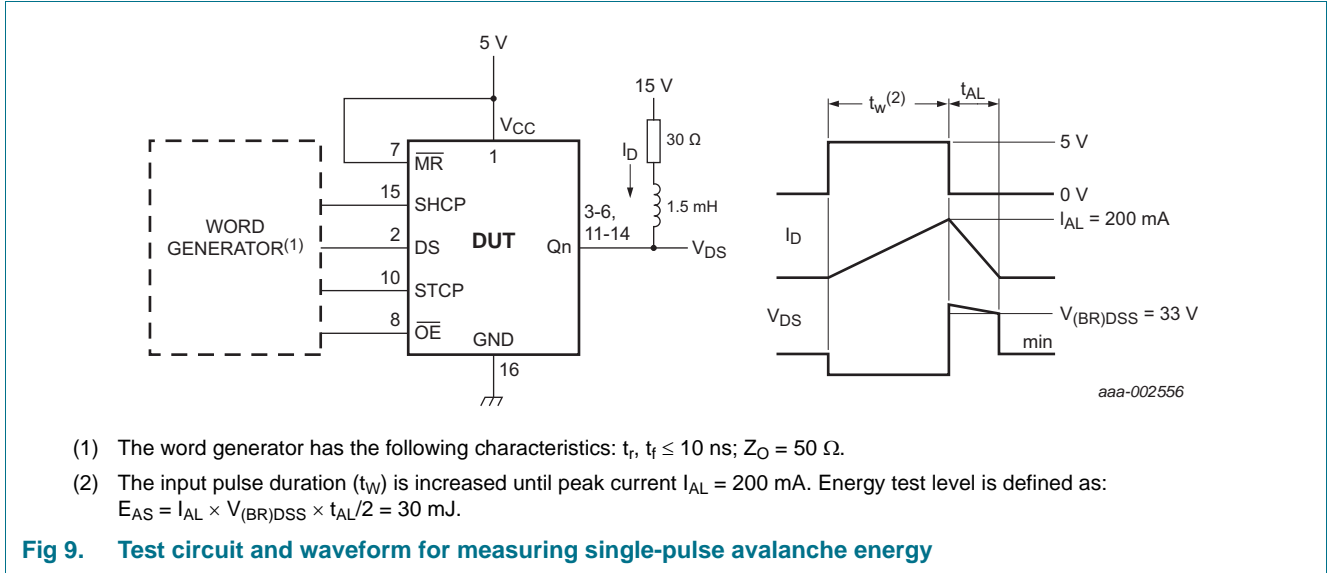 5 V
15 V
30 Ω
1.5 mH
I_D
V_CC
1
7
M̅R̅
15
SHCP
2
DS
10
STCP
8
O̅E̅
WORD
GENERATOR(1)
DUT
Qn
3-6,
11-14
V_DS
GND
16
t_w(2)
t_AL
5 V
0 V
I_D
I_AL = 200 mA
V_DS
V_(BR)DSS = 33 V
min
aaa-002556
(1) The word generator has the following characteristics: t_r, t_f ≤ 10 ns; Z_O = 50 Ω.
(2) The input pulse duration (t_W) is increased until peak current I_AL = 200 mA. Energy test level is defined as:
E_AS = I_AL × V_(BR)DSS × t_AL/2 = 30 mJ.
Fig 9. Test circuit and waveform for measuring single-pulse avalanche energy